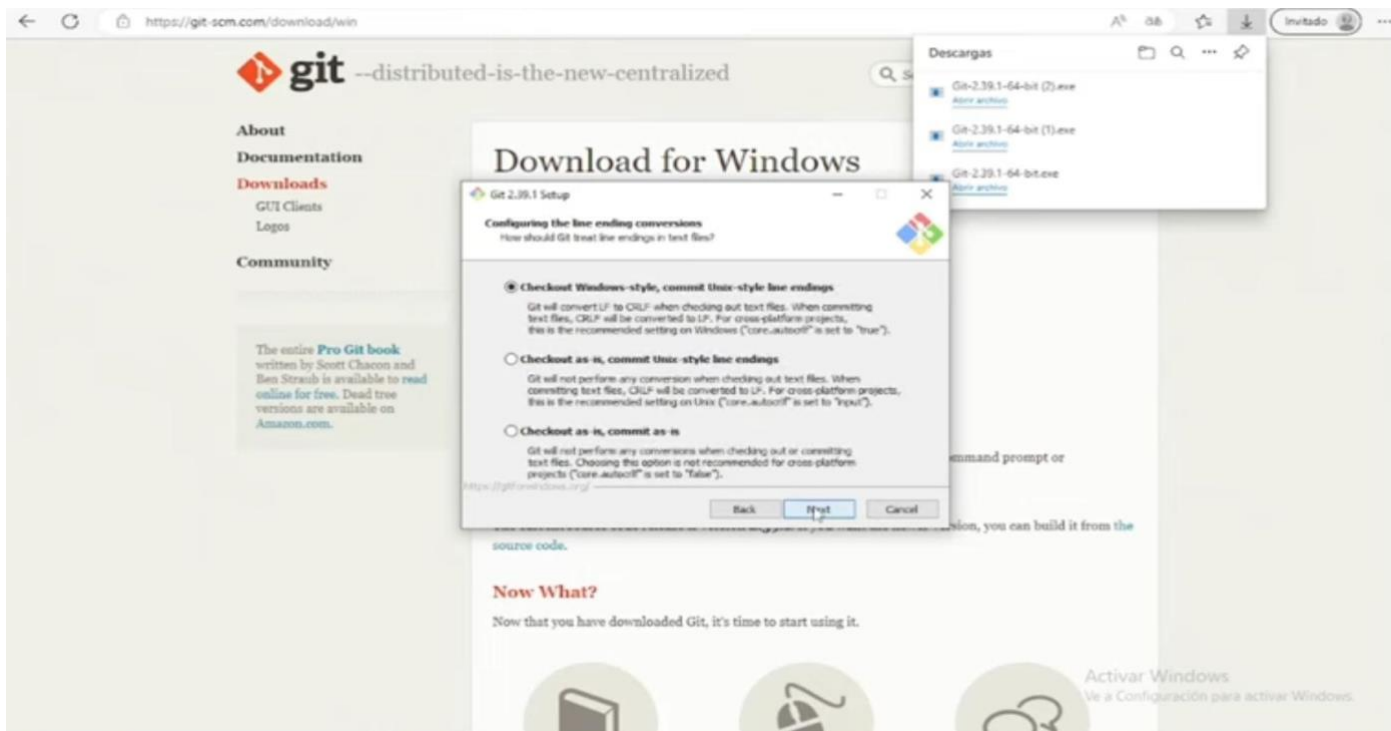 https://git-scm.com/download/win
Invitado
git --distributed-is-the-new-centralized
S
Descargas
Git-2.39.1-64-bit (2).exe
Abrir archivo
Git-2.39.1-64-bit (1).exe
Abrir archivo
Git-2.39.1-64-bit.exe
Abrir archivo
About
Documentation
Downloads
GUI Clients
Logos
Community
The entire Pro Git book
written by Scott Chacon and
Ben Straub is available to read
online for free. Dead tree
versions are available on
Amazon.com.
Download for Windows
Git 2.39.1 Setup
Configuring the line ending conversions
How should Git treat line endings in text files?
Checkout Windows-style, commit Unix-style line endings
Git will convert LF to CRLF when checking out text files. When committing
text files, CRLF will be converted to LF. For cross-platform projects,
this is the recommended setting on Windows ("core.autocrlf" is set to "true").
Checkout as-is, commit Unix-style line endings
Git will not perform any conversion when checking out text files. When
committing text files, CRLF will be converted to LF. For cross-platform projects,
this is the recommended setting on Unix ("core.autocrlf" is set to "input").
Checkout as-is, commit as-is
Git will not perform any conversions when checking out or committing
text files. Choosing this option is not recommended for cross-platform
projects ("core.autocrlf" is set to "false").
https://gitforwindows.org/
Back
Next
Cancel
command prompt or
version, you can build it from the
source code.
Now What?
Now that you have downloaded Git, it's time to start using it.
Activar Windows
Ve a Configuración para activar Windows.